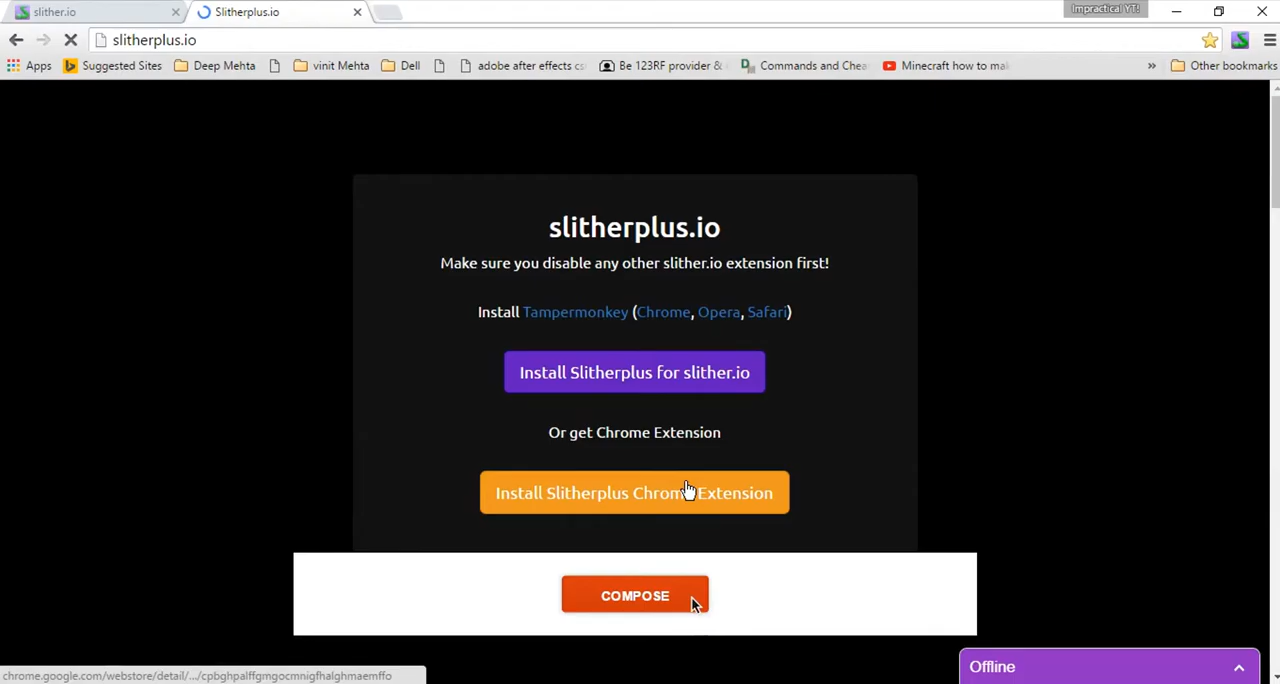 slither.io
Slitherplus.io
Impractical YT!
slitherplus.io
Apps
Suggested Sites
Deep Mehta
vinit Mehta
Dell
adobe after effects cs
Be 123RF provider &
Commands and Chea
Minecraft how to mak
»
Other bookmarks
slitherplus.io
Make sure you disable any other slither.io extension first!
Install Tampermonkey (Chrome, Opera, Safari)
Install Slitherplus for slither.io
Or get Chrome Extension
Install Slitherplus Chrome Extension
COMPOSE
Offline
chrome.google.com/webstore/detail/.../cpbghpalffgmgocmnigfhalghmaemffo